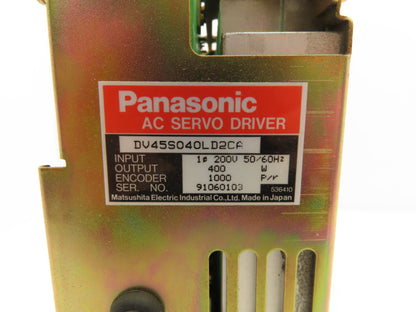 Panasonic
AC SERVO DRIVER
DV45S040LD2CA
INPUT 1ø 200V 50/60Hz
OUTPUT 400 W
ENCODER 1000 P/r
SER. NO. 91060103
536410
Matsushita Electric Industrial Co.,Ltd. Made in Japan